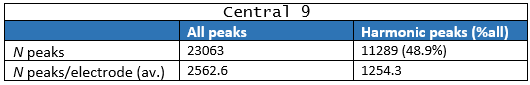 Central 9
All peaks Harmonic peaks (%all)
N peaks 23063 11289 (48.9%)
N peaks/electrode (av.) 2562.6 1254.3